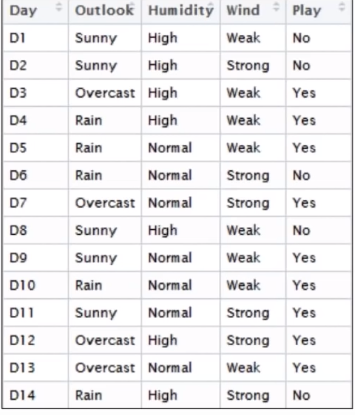 Day Outlook Humidity Wind Play
D1 Sunny High Weak No
D2 Sunny High Strong No
D3 Overcast High Weak Yes
D4 Rain High Weak Yes
D5 Rain Normal Weak Yes
D6 Rain Normal Strong No
D7 Overcast Normal Strong Yes
D8 Sunny High Weak No
D9 Sunny Normal Weak Yes
D10 Rain Normal Weak Yes
D11 Sunny Normal Strong Yes
D12 Overcast High Strong Yes
D13 Overcast Normal Weak Yes
D14 Rain High Strong No